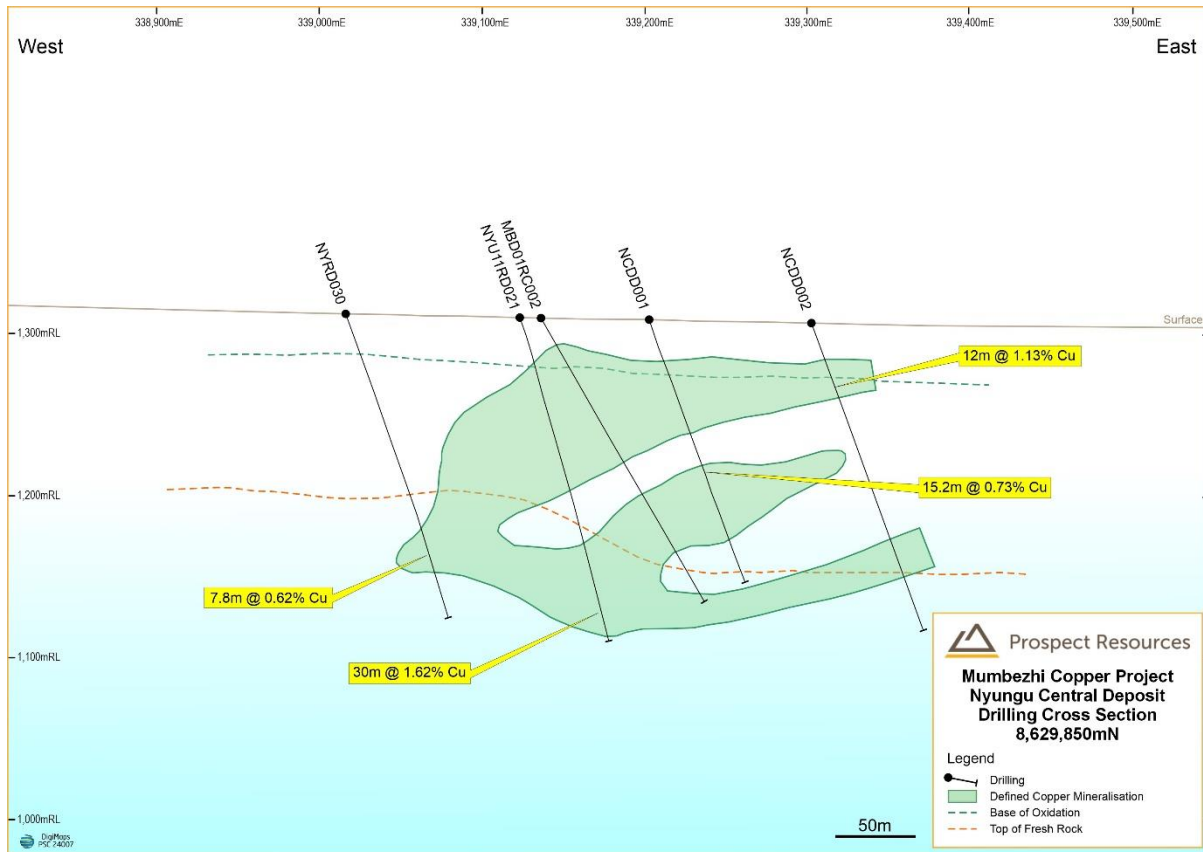 338,900mE 339,000mE 339,100mE 339,200mE 339,300mE 339,400mE 339,500mE
West
East
NYRD030
NYU11RD021
MBD01RC002
NCDD001
NCDD002
Surface
1,300mRL
12m @ 1.13% Cu
1,200mRL
15.2m @ 0.73% Cu
7.8m @ 0.62% Cu
30m @ 1.62% Cu
1,100mRL
1,000mRL
DigiMaps
PSC 24007
50m
Prospect Resources
Mumbezhi Copper Project
Nyungu Central Deposit
Drilling Cross Section
8,629,850mN
Legend
Drilling
Defined Copper Mineralisation
Base of Oxidation
Top of Fresh Rock